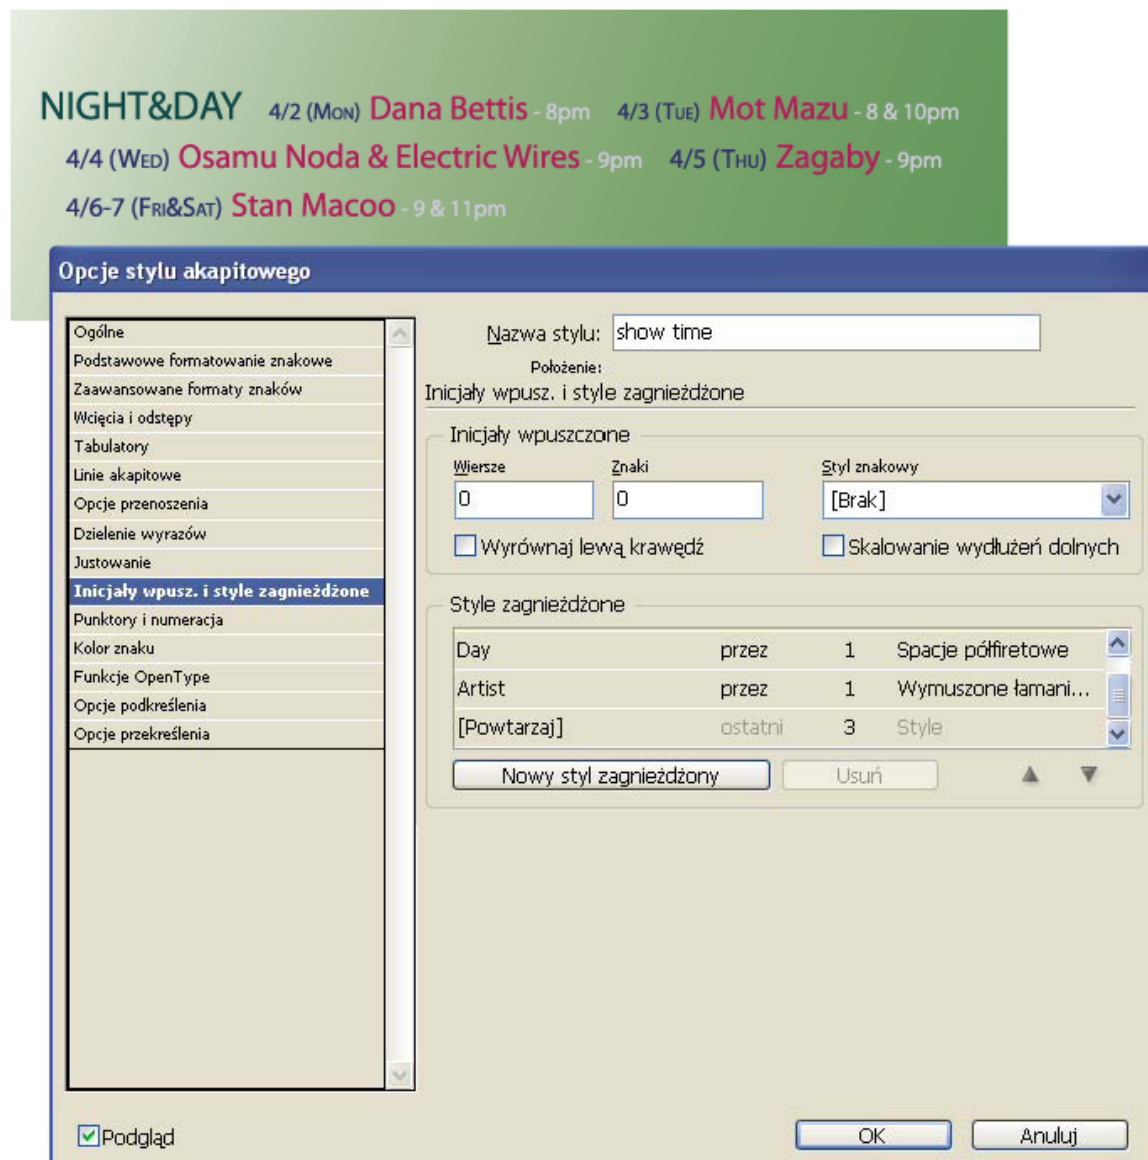 NIGHT&DAY 4/2 (MON) Dana Bettis - 8pm 4/3 (TUE) Mot Mazu - 8 & 10pm
4/4 (WED) Osamu Noda & Electric Wires - 9pm 4/5 (THU) Zagaby - 9pm
4/6-7 (FRI&SAT) Stan Macoo - 9 & 11pm
Opcje stylu akapitowego
Ogólne
Podstawowe formatowanie znakowe
Zaawansowane formaty znaków
Wcięcia i odstępy
Tabulatory
Linie akapitowe
Opcje przenoszenia
Dzielenie wyrazów
Justowanie
Inicjały wpusz. i style zagnieżdżone
Punktory i numeracja
Kolor znaku
Funkcje OpenType
Opcje podkreślenia
Opcje przekreślenia
Nazwa stylu: show time
Położenie:
Inicjały wpusz. i style zagnieżdżone
Inicjały wpuszczone
Wiersze Znaki Styl znakowy
0 0 [Brak]
Wyrównaj lewą krawędź Skalowanie wydłużeń dolnych
Style zagnieżdżone
Day przez 1 Spacje półfiretowe
Artist przez 1 Wymuszone łamani...
[Powtarzaj] ostatni 3 Style
Nowy styl zagnieżdżony Usuń
Podgląd OK Anuluj